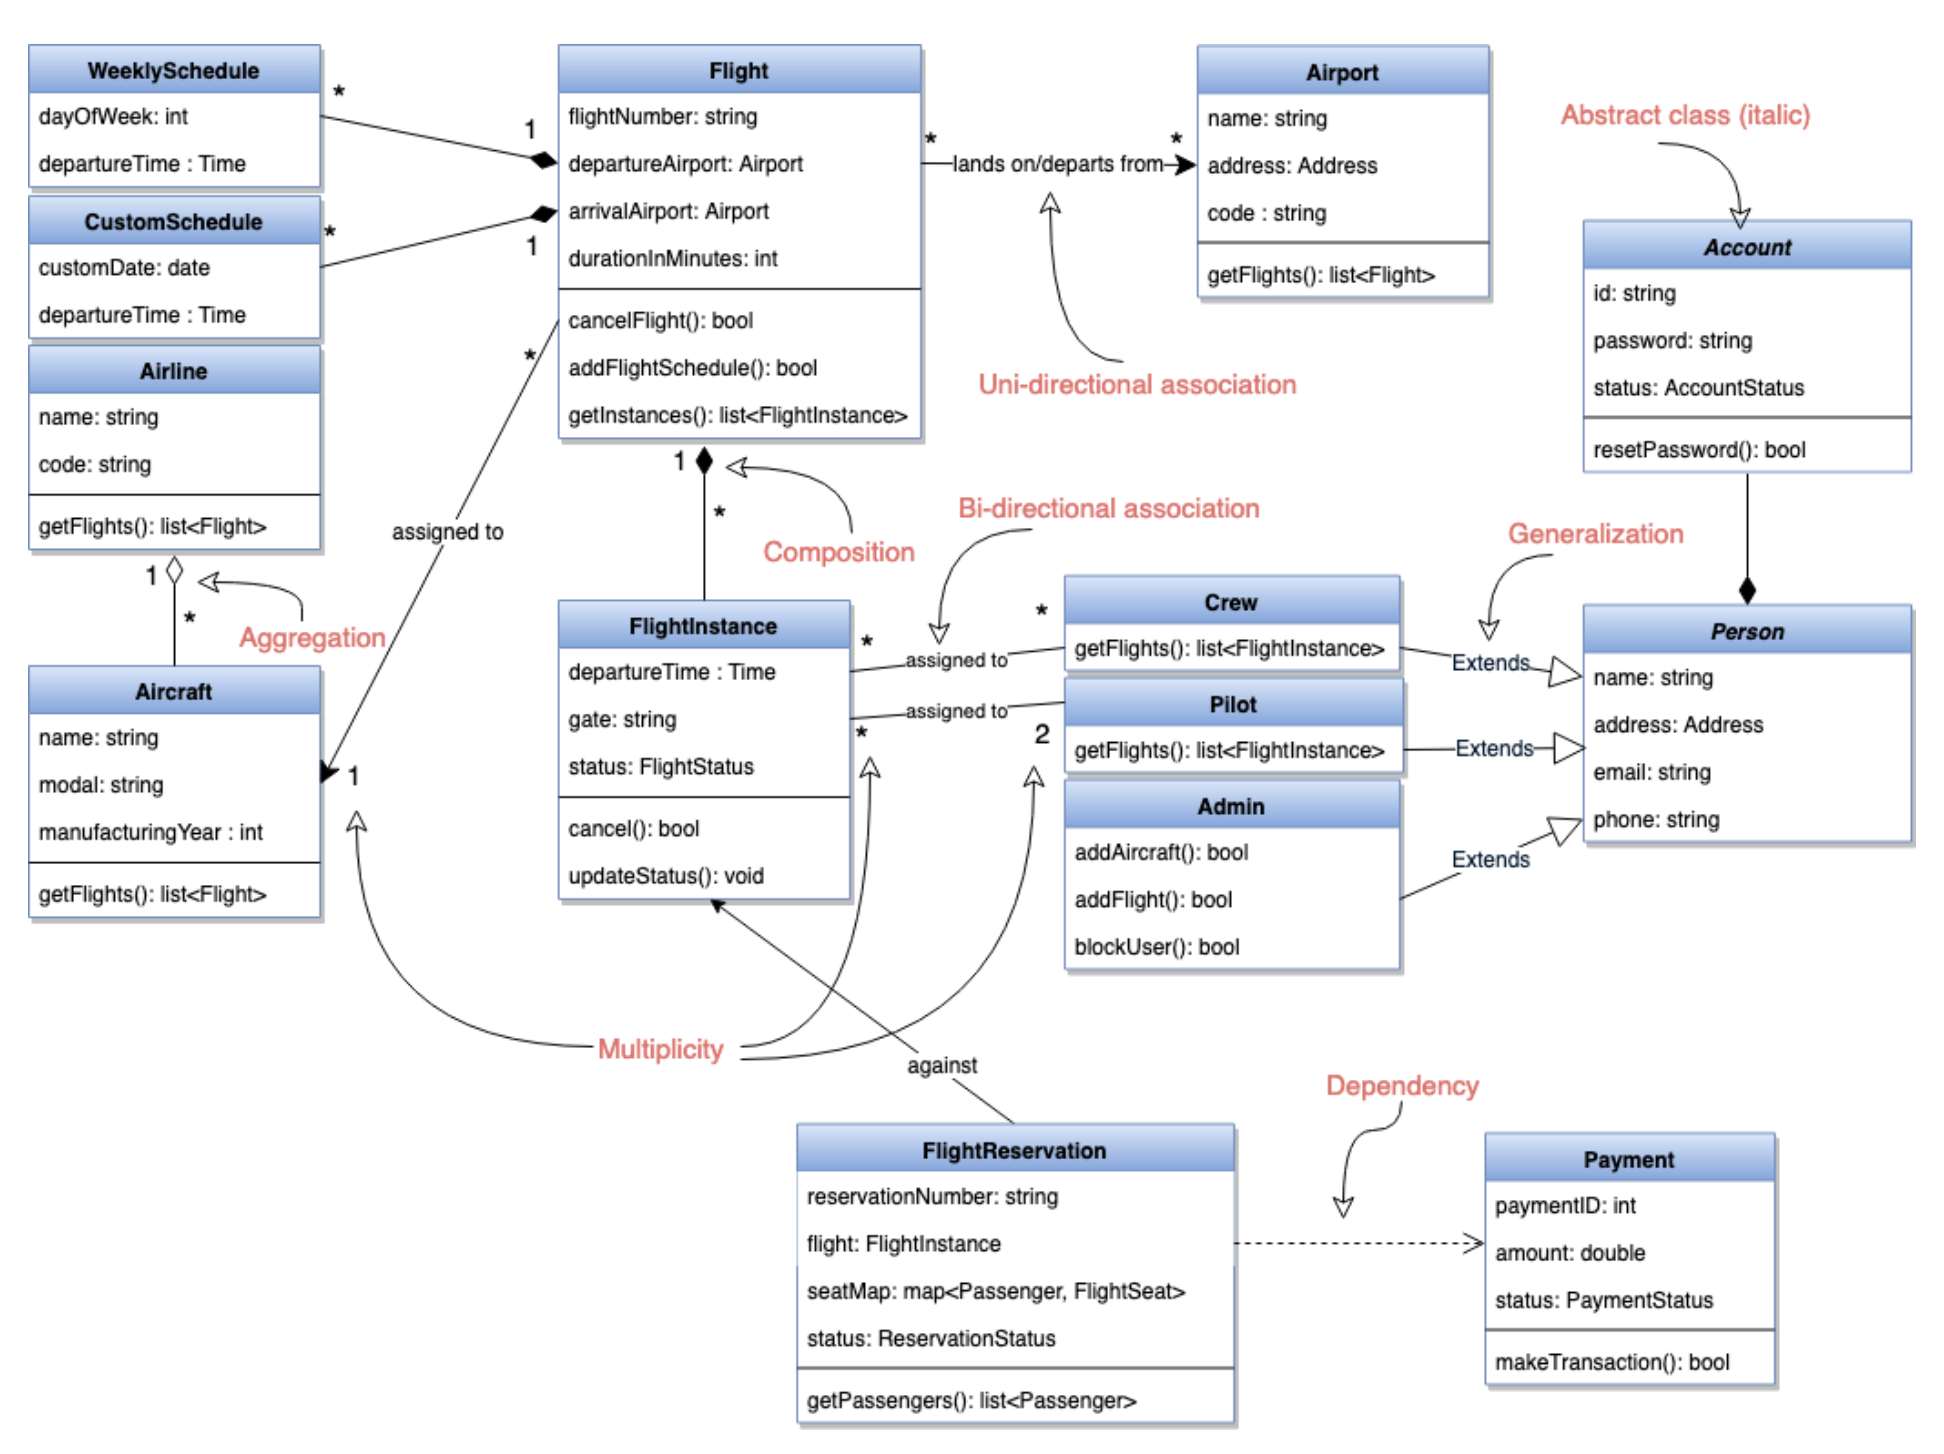 WeeklySchedule
dayOfWeek: int
departureTime : Time
*
1
CustomSchedule
customDate: date
departureTime : Time
*
1
Airline
name: string
code: string
getFlights(): list<Flight>
1
*
Aggregation
Aircraft
name: string
modal: string
manufacturingYear : int
getFlights(): list<Flight>
*
assigned to
1
Flight
flightNumber: string
departureAirport: Airport
arrivalAirport: Airport
durationInMinutes: int
cancelFlight(): bool
addFlightSchedule(): bool
getInstances(): list<FlightInstance>
*
lands on/departs from
*
Uni-directional association
Airport
name: string
address: Address
code : string
getFlights(): list<Flight>
Abstract class (italic)
Account
id: string
password: string
status: AccountStatus
resetPassword(): bool
1
*
Composition
FlightInstance
departureTime : Time
gate: string
status: FlightStatus
cancel(): bool
updateStatus(): void
Bi-directional association
*
assigned to
*
*
assigned to
2
Crew
getFlights(): list<FlightInstance>
Pilot
getFlights(): list<FlightInstance>
Admin
addAircraft(): bool
addFlight(): bool
blockUser(): bool
Generalization
Extends
Extends
Extends
Person
name: string
address: Address
email: string
phone: string
Multiplicity
against
FlightReservation
reservationNumber: string
flight: FlightInstance
seatMap: map<Passenger, FlightSeat>
status: ReservationStatus
getPassengers(): list<Passenger>
Dependency
Payment
paymentID: int
amount: double
status: PaymentStatus
makeTransaction(): bool